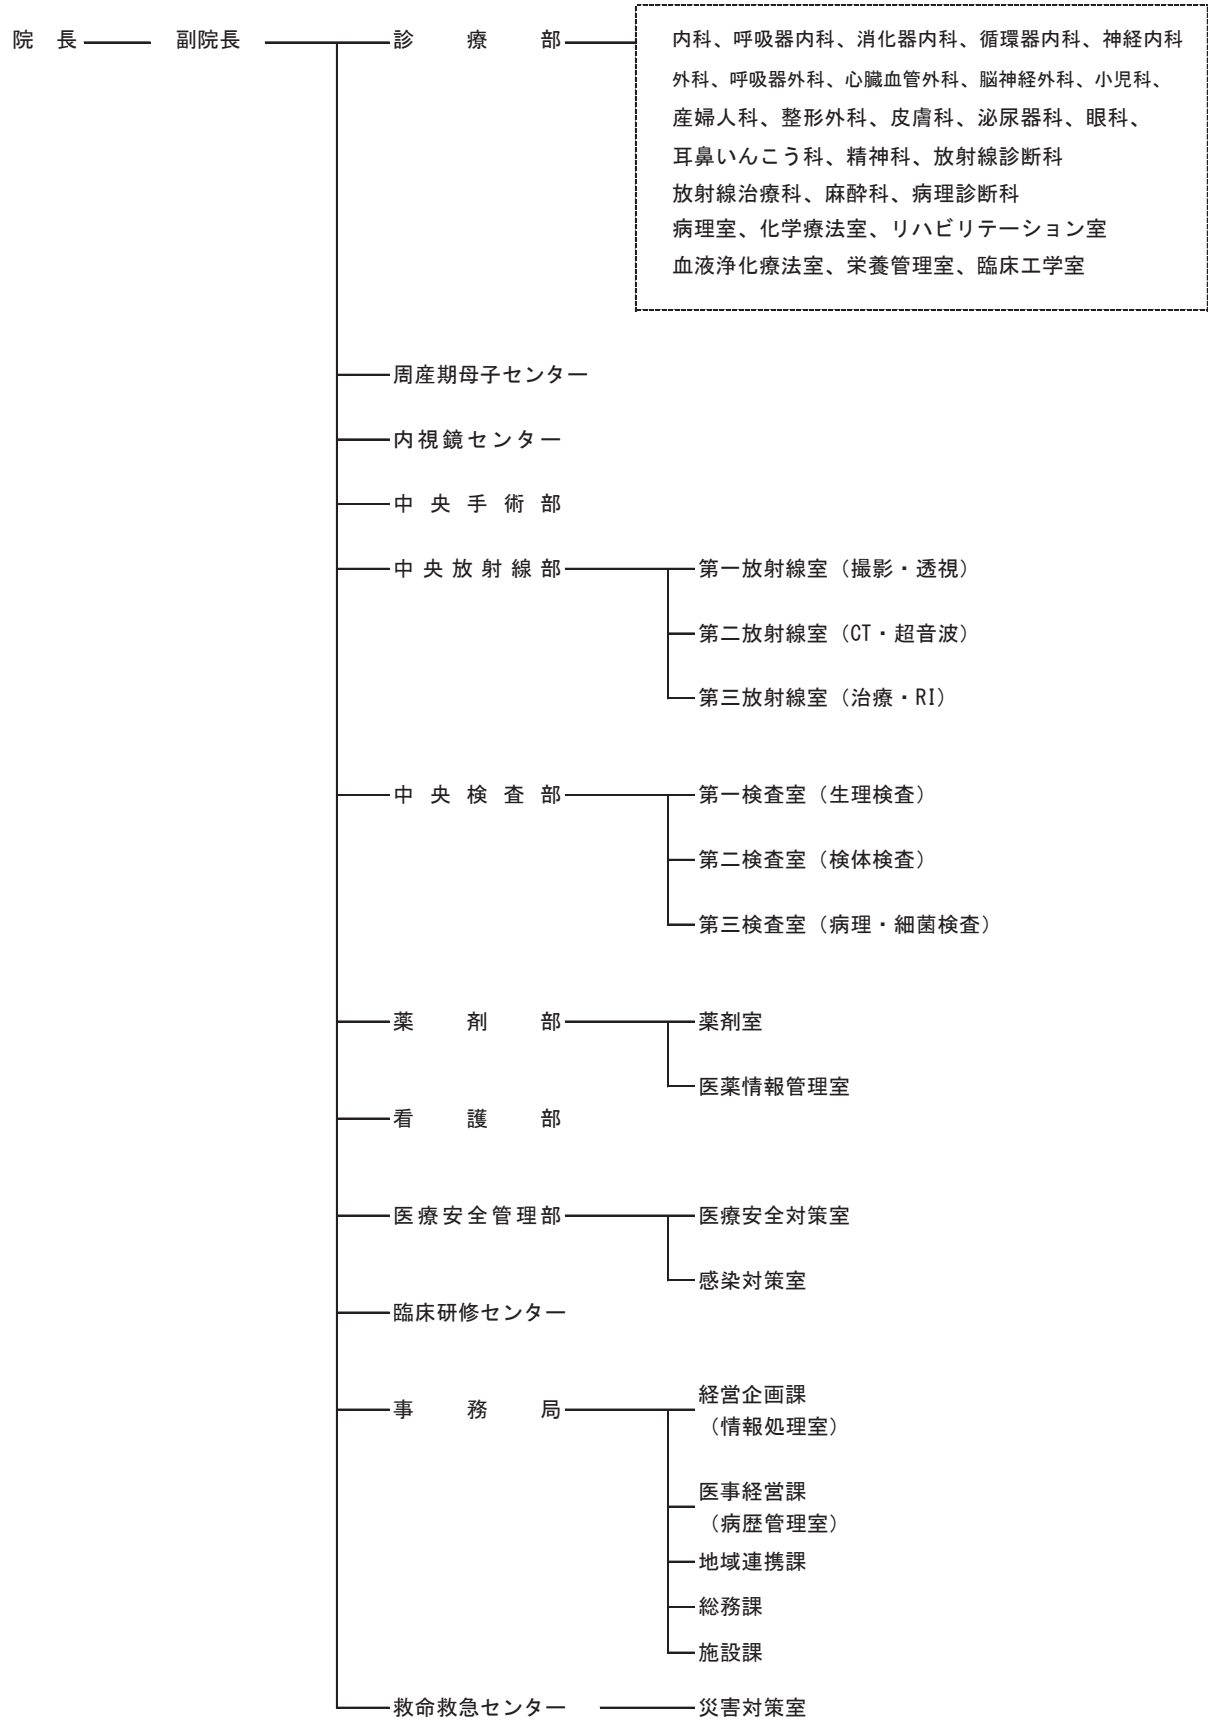 院　長　副院長　診　療　部　内科、呼吸器内科、消化器内科、循環器内科、神経内科
外科、呼吸器外科、心臓血管外科、脳神経外科、小児科、
産婦人科、整形外科、皮膚科、泌尿器科、眼科、
耳鼻いんこう科、精神科、放射線診断科
放射線治療科、麻酔科、病理診断科
病理室、化学療法室、リハビリテーション室
血液浄化療法室、栄養管理室、臨床工学室
周産期母子センター
内視鏡センター
中央手術部
中央放射線部　第一放射線室（撮影・透視）
第二放射線室（CT・超音波）
第三放射線室（治療・RI）
中央検査部　第一検査室（生理検査）
第二検査室（検体検査）
第三検査室（病理・細菌検査）
薬　剤　部　薬剤室
医薬情報管理室
看　護　部
医療安全管理部　医療安全対策室
感染対策室
臨床研修センター
事　務　局　経営企画課
（情報処理室）
医事経営課
（病歴管理室）
地域連携課
総務課
施設課
救命救急センター　災害対策室